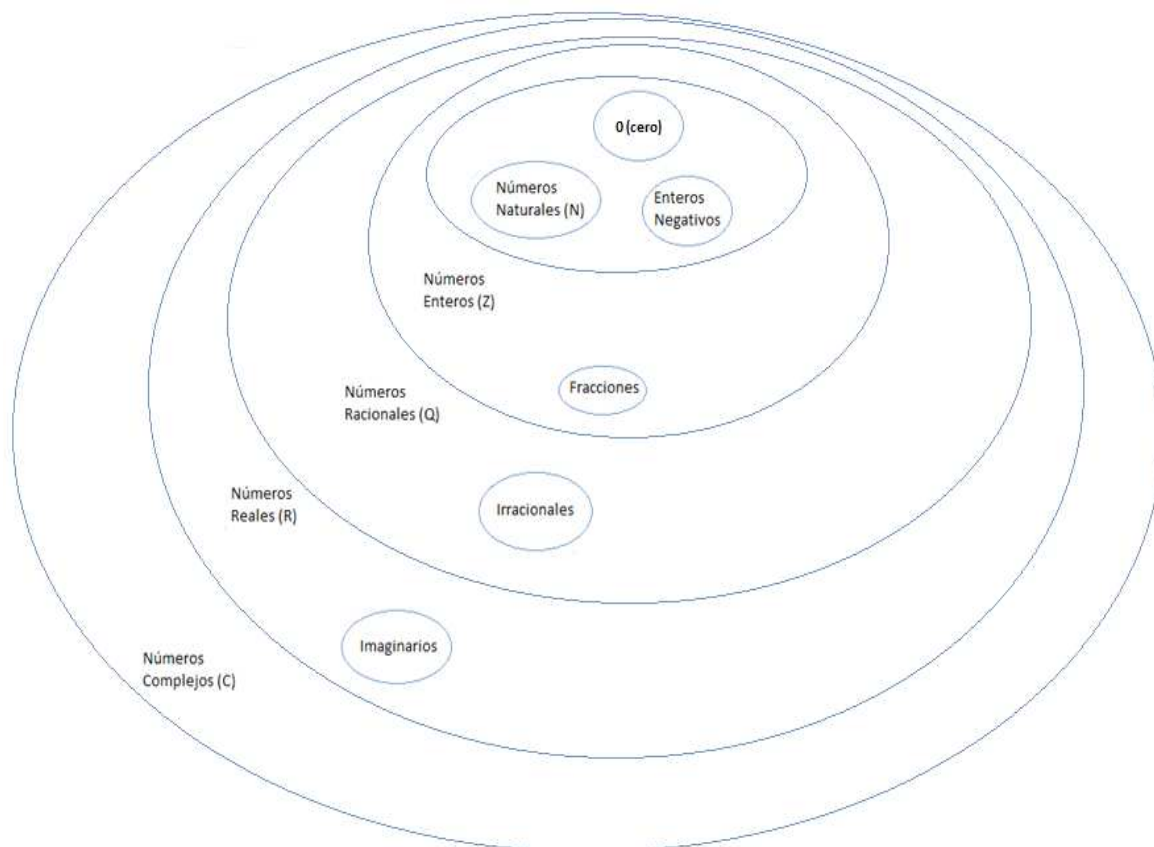 0 (cero)
Números
Naturales (N)
Enteros
Negativos
Números
Enteros (Z)
Fracciones
Números
Racionales (Q)
Números
Reales (R)
Irracionales
Imaginarios
Números
Complejos (C)